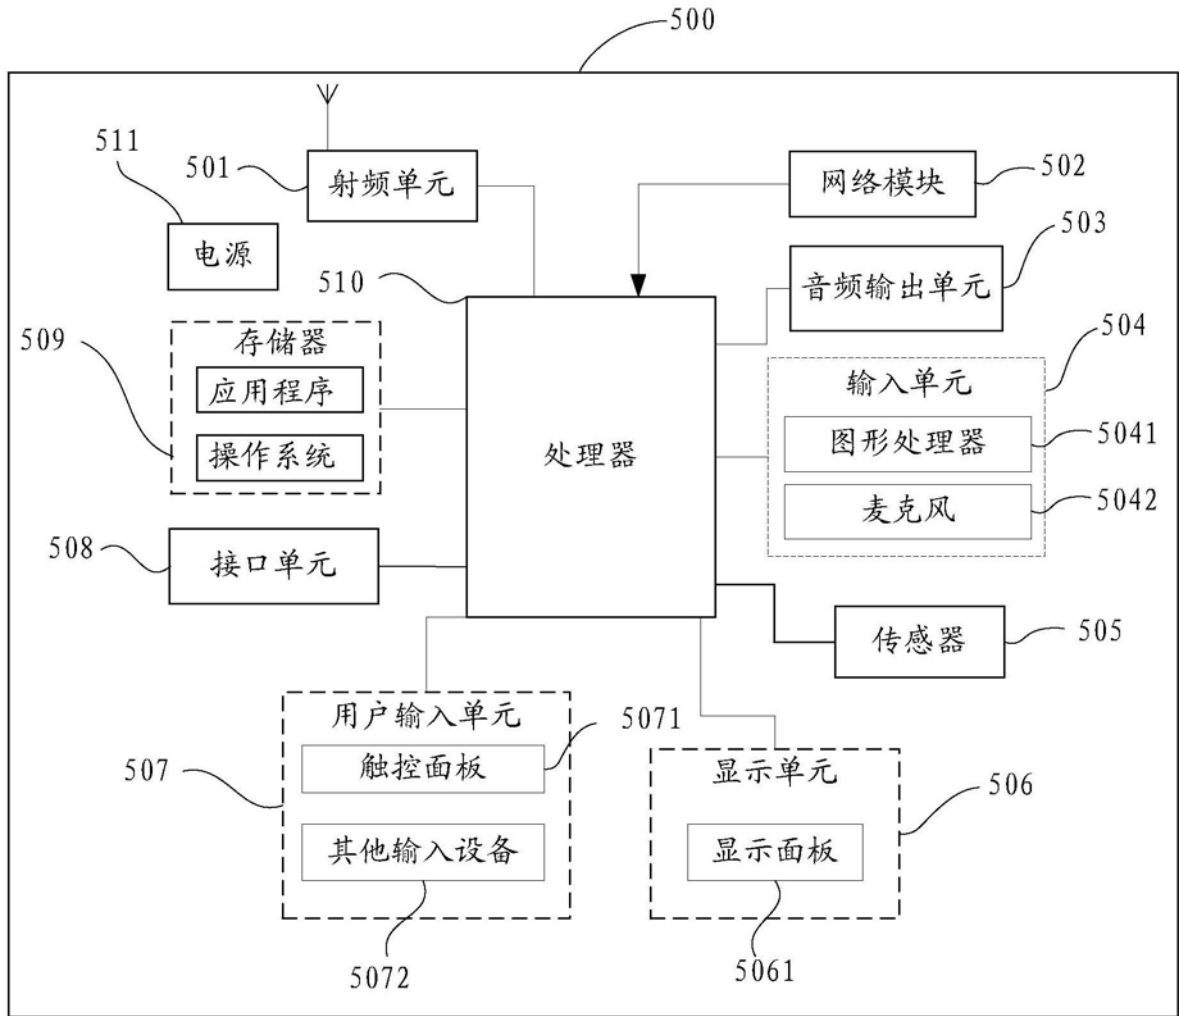 500
511
501
射频单元
网络模块
502
电源
503
510
音频输出单元
509
存储器
应用程序
操作系统
504
输入单元
图形处理器
5041
麦克风
5042
处理器
508
接口单元
传感器
505
用户输入单元
5071
507
触控面板
其他输入设备
5072
显示单元
506
显示面板
5061